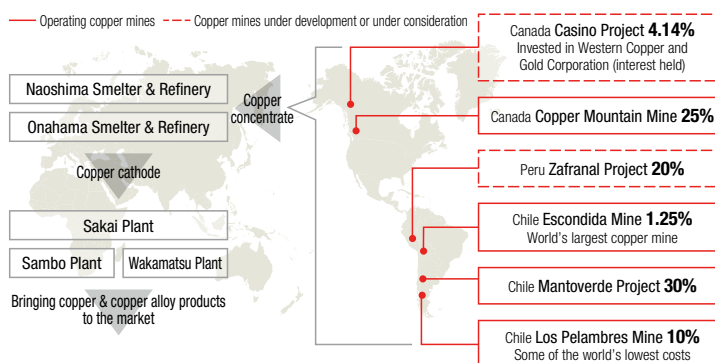 Operating copper mines
Copper mines under development or under consideration
Naoshima Smelter & Refinery
Onahama Smelter & Refinery
Copper
concentrate
Copper cathode
Sakai Plant
Sambo Plant
Wakamatsu Plant
Bringing copper & copper alloy products
to the market
Canada Casino Project 4.14%
Invested in Western Copper and
Gold Corporation (interest held)
Canada Copper Mountain Mine 25%
Peru Zafranal Project 20%
Chile Escondida Mine 1.25%
World's largest copper mine
Chile Mantoverde Project 30%
Chile Los Pelambres Mine 10%
Some of the world's lowest costs